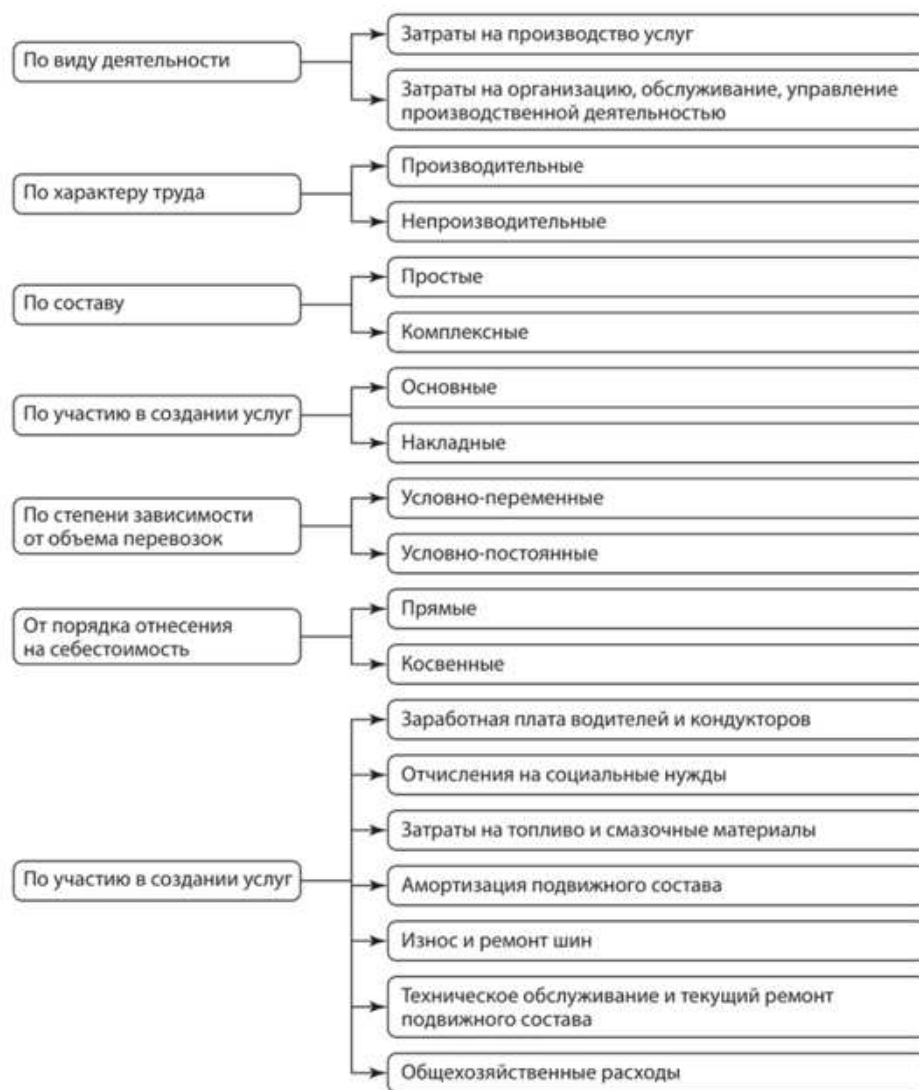 По виду деятельности
Затраты на производство услуг
Затраты на организацию, обслуживание, управление
производственной деятельностью
По характеру труда
Производительные
Непроизводительные
По составу
Простые
Комплексные
По участию в создании услуг
Основные
Накладные
По степени зависимости
от объема перевозок
Условно-переменные
Условно-постоянные
От порядка отнесения
на себестоимость
Прямые
Косвенные
По участию в создании услуг
Заработная плата водителей и кондукторов
Отчисления на социальные нужды
Затраты на топливо и смазочные материалы
Амортизация подвижного состава
Износ и ремонт шин
Техническое обслуживание и текущий ремонт
подвижного состава
Общехозяйственные расходы